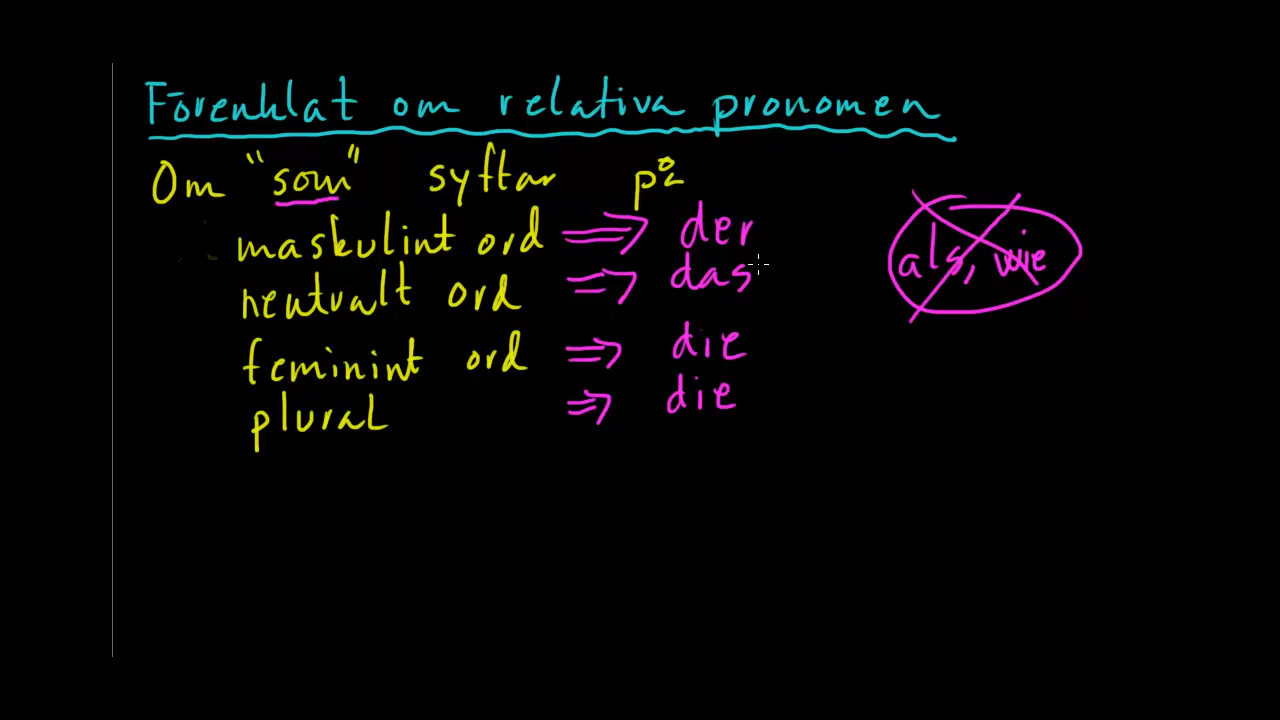 Förenklat om relativa pronomen
Om "som" syftar på
maskulint ord ⇒ der
neutralt ord ⇒ das
feminint ord ⇒ die
plural ⇒ die
als, wie